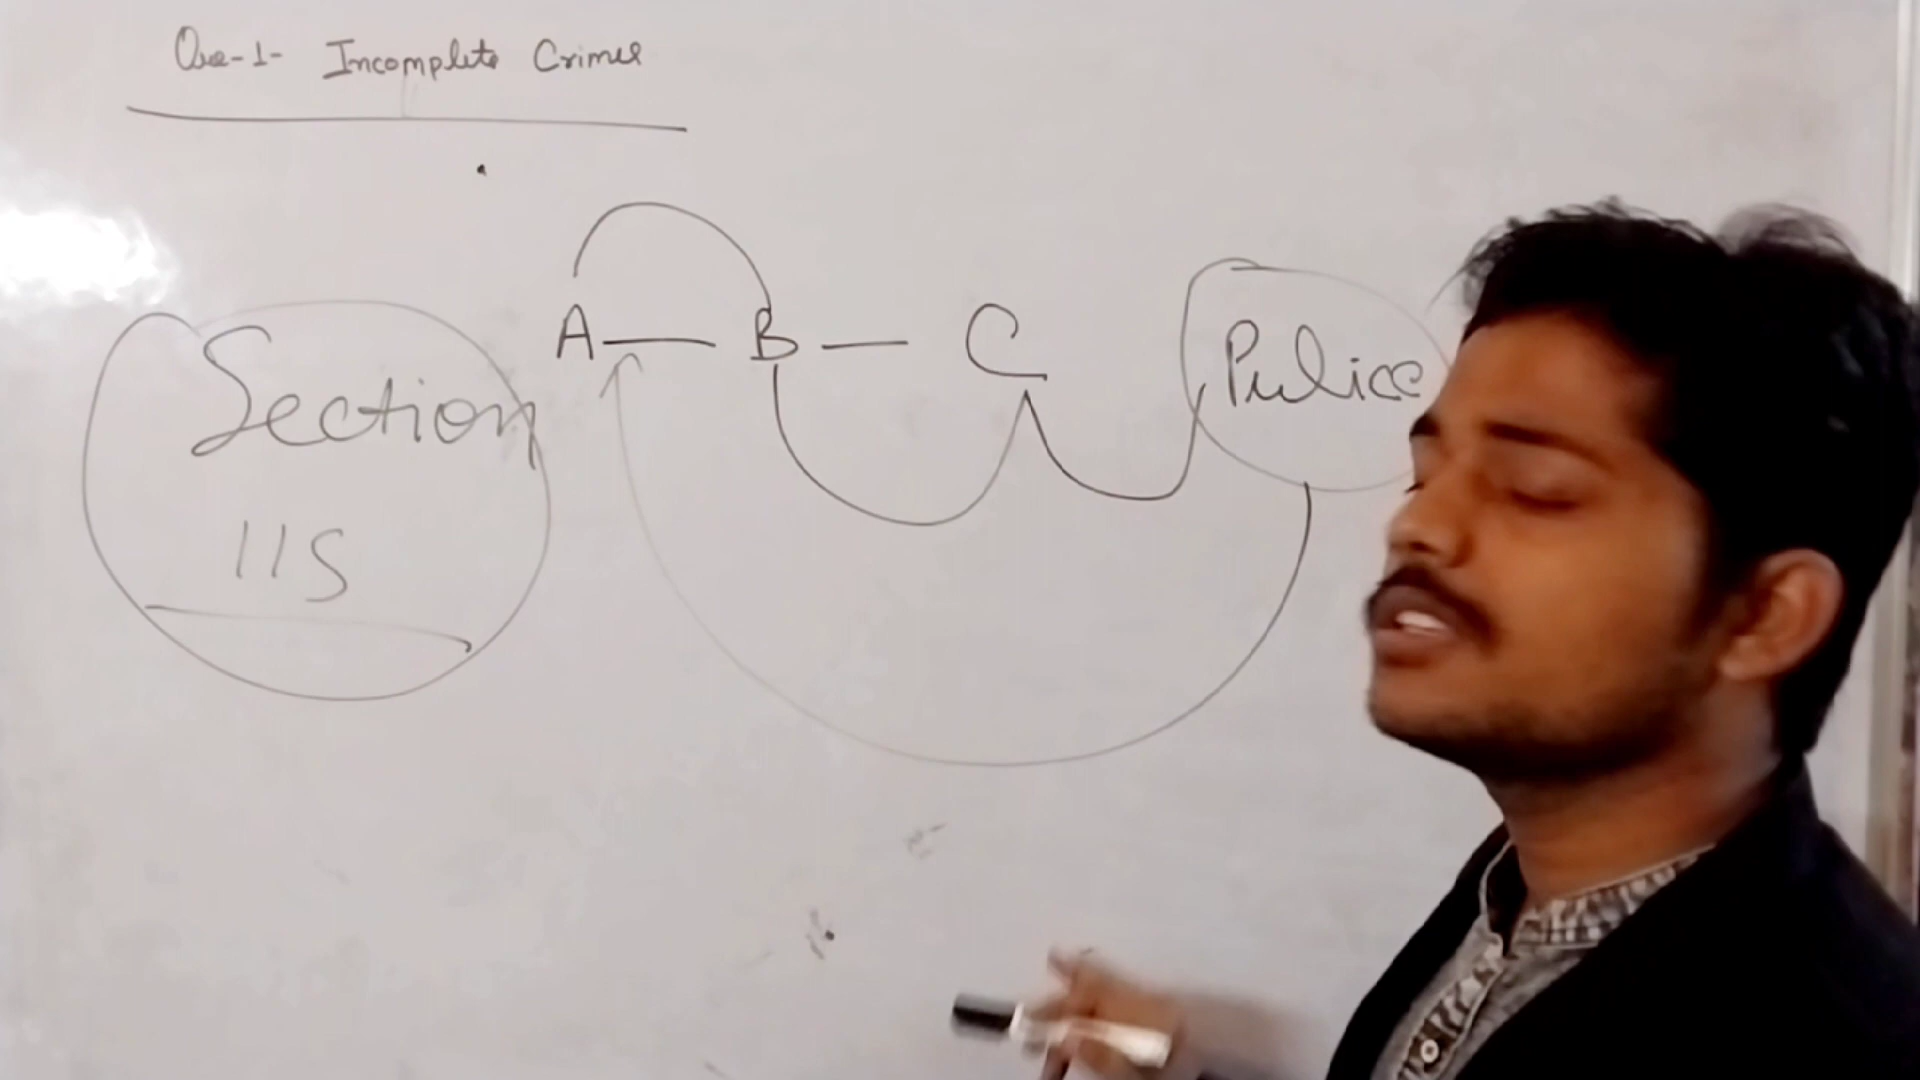 Que-1- Incomplete Crimes
A — B — C
Police
Section
115